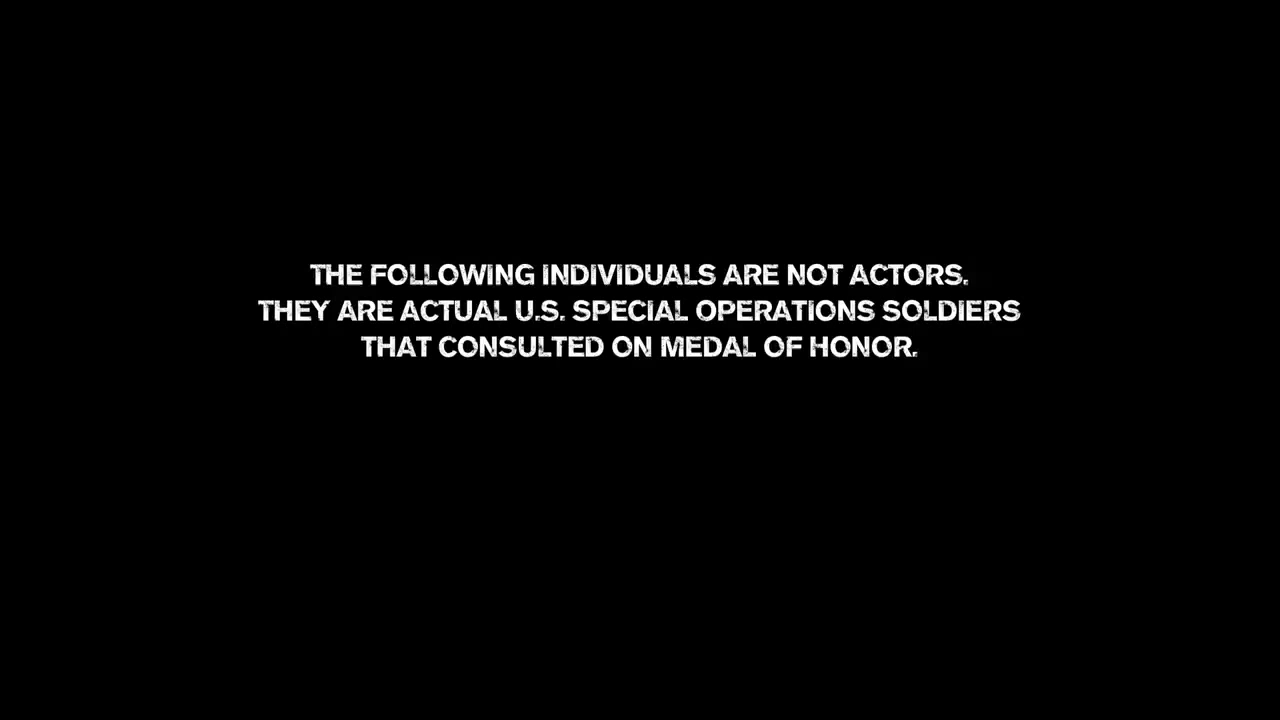 THE FOLLOWING INDIVIDUALS ARE NOT ACTORS.
THEY ARE ACTUAL U.S. SPECIAL OPERATIONS SOLDIERS
THAT CONSULTED ON MEDAL OF HONOR.